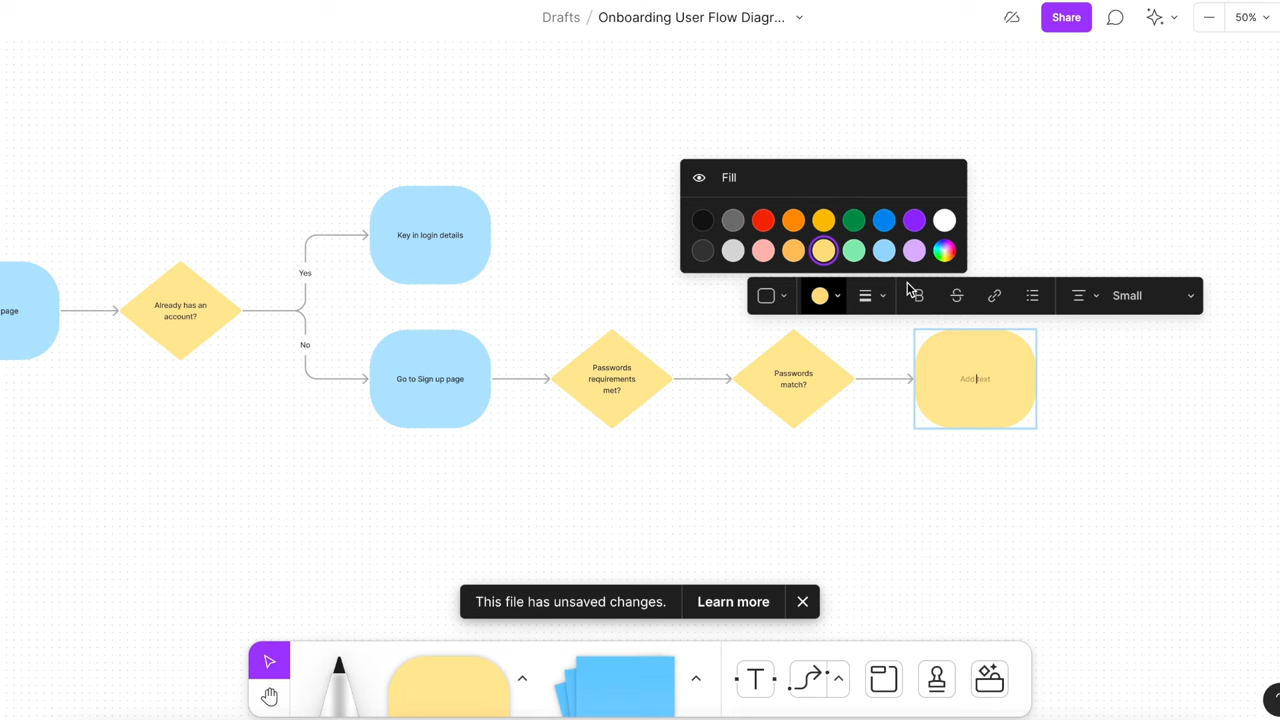 Drafts / Onboarding User Flow Diagr...
Share
50%
Fill
B
S
Small
page
Already has an
account?
Yes
No
Key in login details
Go to Sign up page
Passwords
requirements
met?
Passwords
match?
Add text
This file has unsaved changes.
Learn more
T